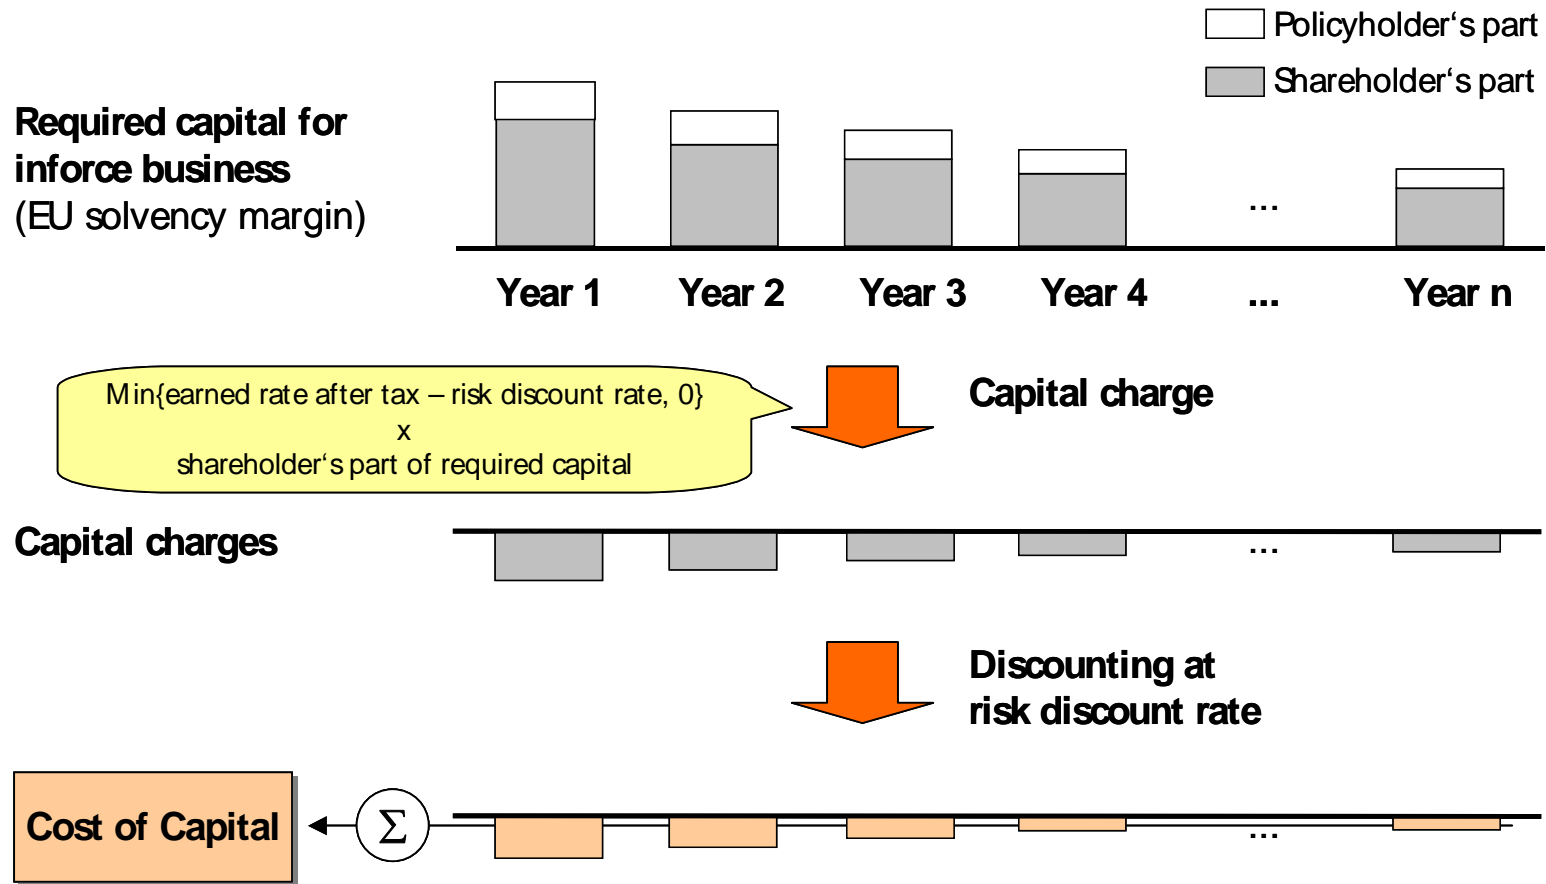 Policyholder‘s part
Shareholder‘s part
Required capital for
inforce business
(EU solvency margin)
...
Year 1 Year 2 Year 3 Year 4 ... Year n
Min{earned rate after tax – risk discount rate, 0}
x
shareholder‘s part of required capital
Capital charge
Capital charges
...
Discounting at
risk discount rate
Cost of Capital
Σ
...